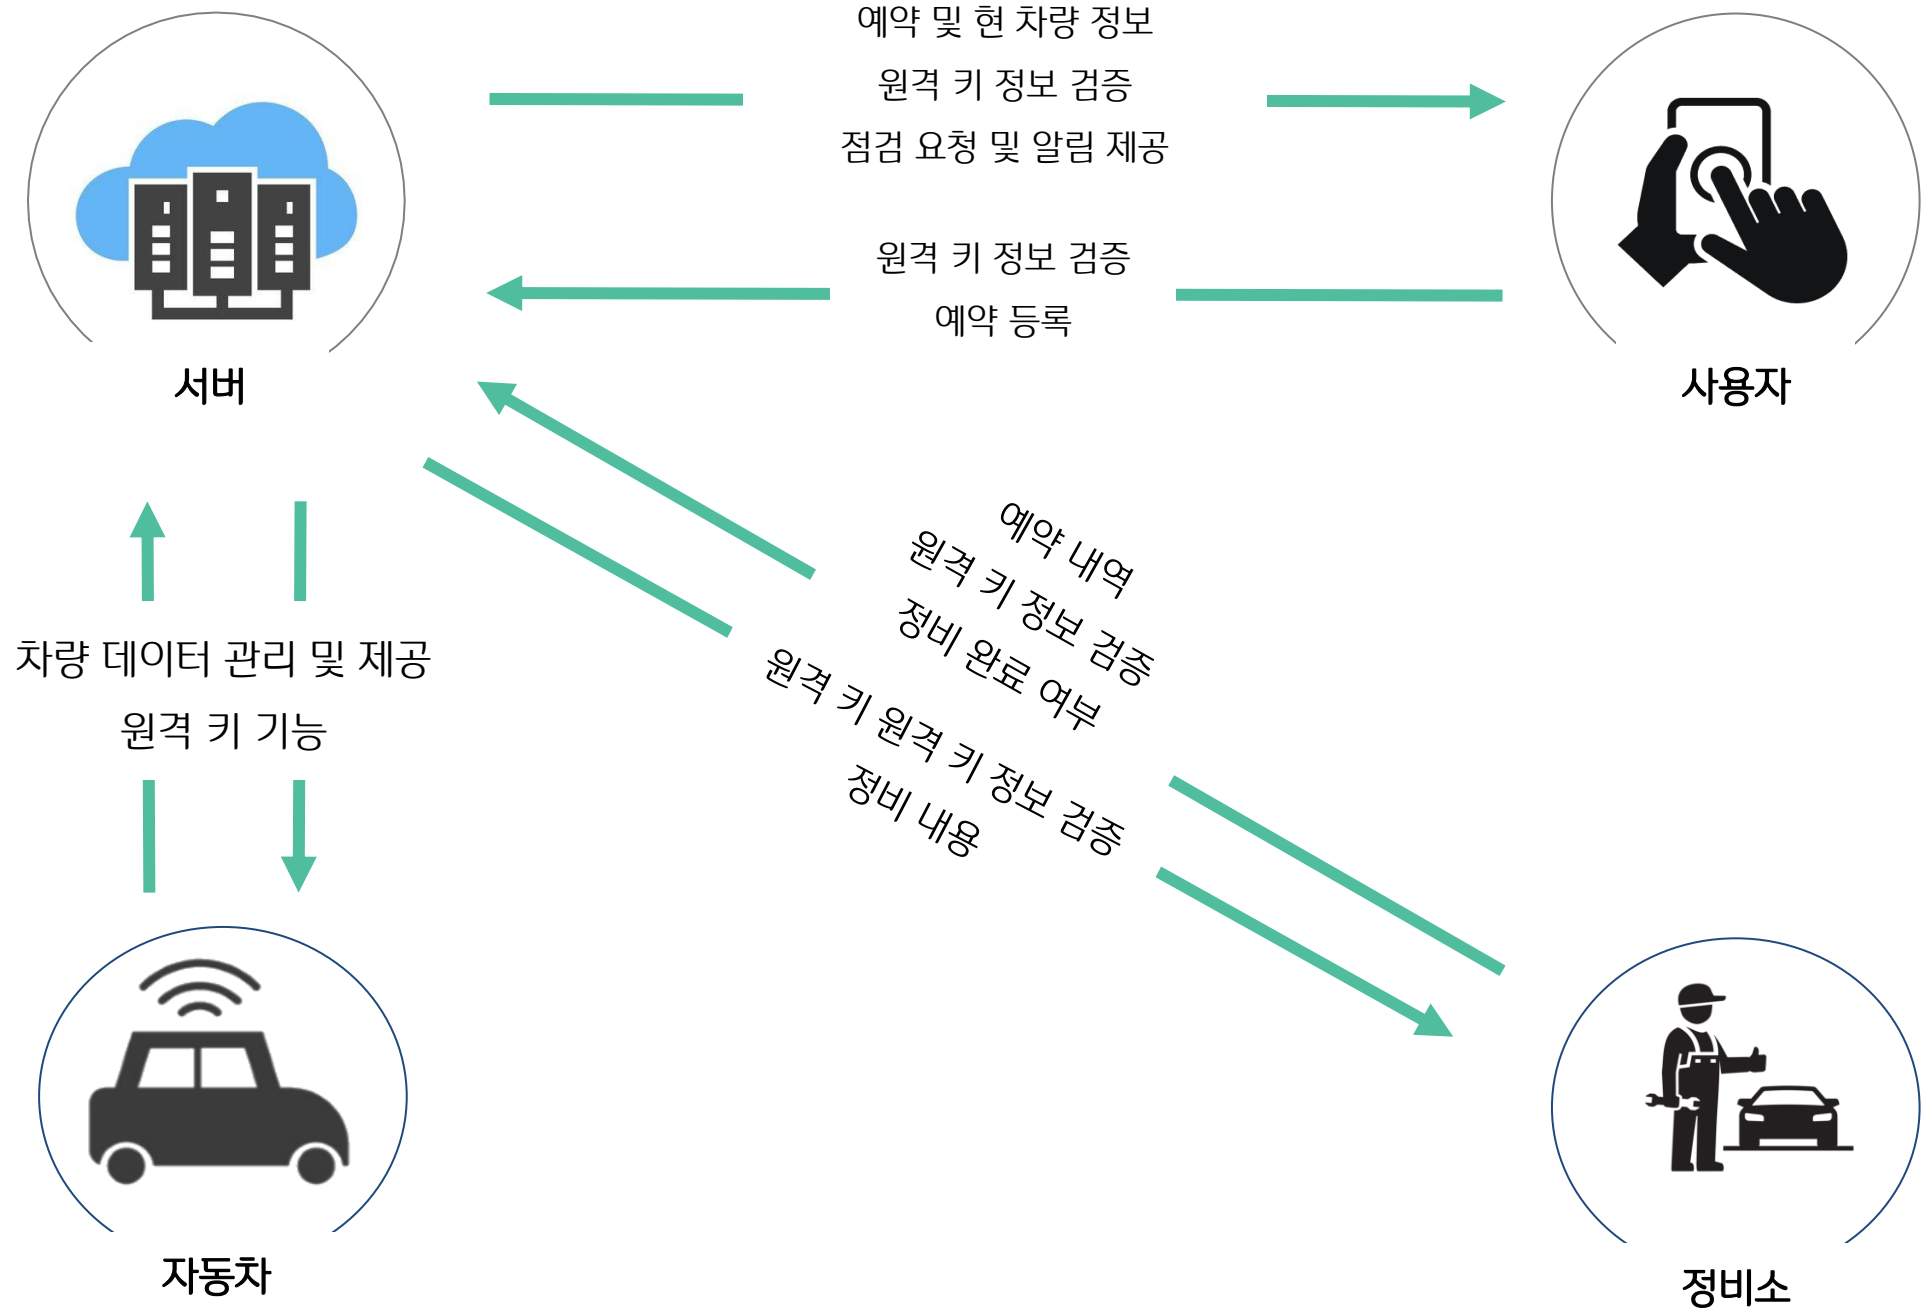 예약 및 현 차량 정보
원격 키 정보 검증
점검 요청 및 알림 제공
원격 키 정보 검증
예약 등록
서버
사용자
예약 내역
원격 키 정보 검증
정비 완료 여부
원격 키 원격 키 정보 검증
정비 내용
차량 데이터 관리 및 제공
원격 키 기능
자동차
정비소